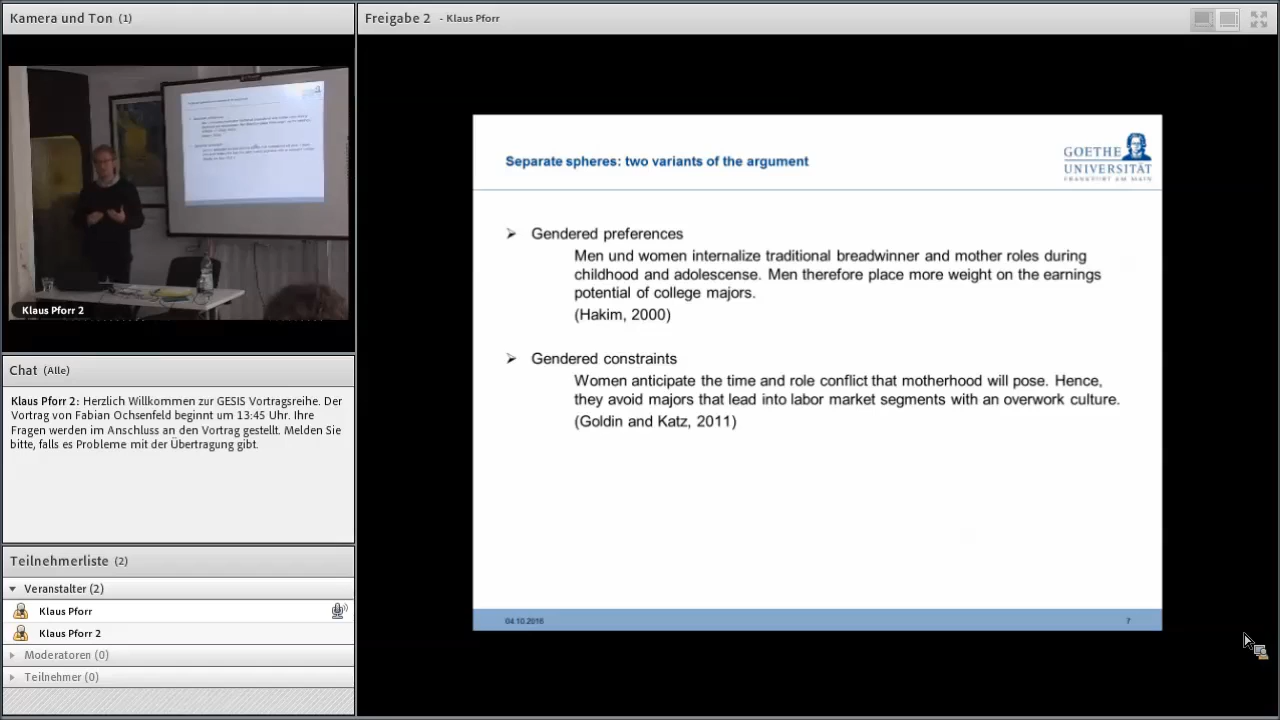 Kamera und Ton (1)
Klaus Pforr 2
Chat (Alle)
Klaus Pforr 2: Herzlich Willkommen zur GESIS Vortragsreihe. Der
Vortrag von Fabian Ochsenfeld beginnt um 13:45 Uhr. Ihre
Fragen werden im Anschluss an den Vortrag gestellt. Melden Sie
bitte, falls es Probleme mit der Übertragung gibt.
Teilnehmerliste (2)
Veranstalter (2)
Klaus Pforr
Klaus Pforr 2
Moderatoren (0)
Teilnehmer (0)
Freigabe 2 - Klaus Pforr
Separate spheres: two variants of the argument
GOETHE
UNIVERSITÄT
FRANKFURT AM MAIN
Gendered preferences
Men und women internalize traditional breadwinner and mother roles during
childhood and adolescense. Men therefore place more weight on the earnings
potential of college majors.
(Hakim, 2000)
Gendered constraints
Women anticipate the time and role conflict that motherhood will pose. Hence,
they avoid majors that lead into labor market segments with an overwork culture.
(Goldin and Katz, 2011)
04.10.2016
7